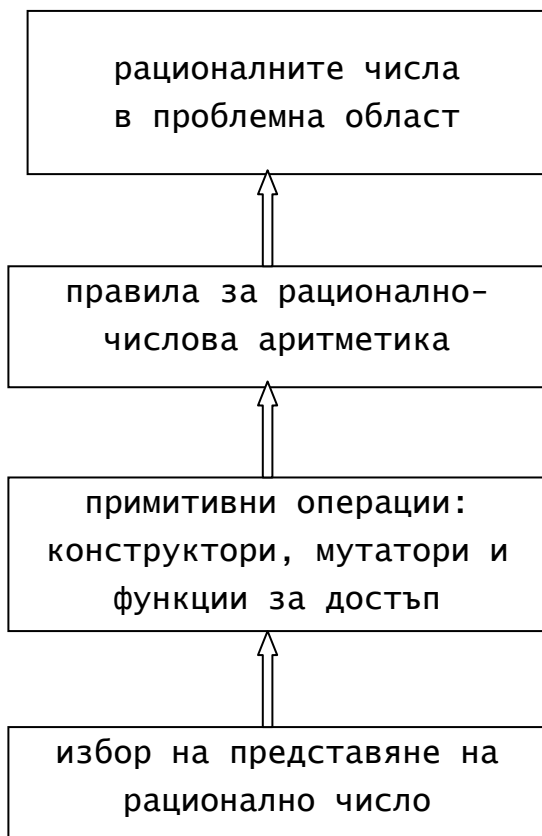 рационалните числа
в проблемна област
правила за рационално-
числова аритметика
примитивни операции:
конструктори, мутатори и
функции за достъп
избор на представяне на
рационално число